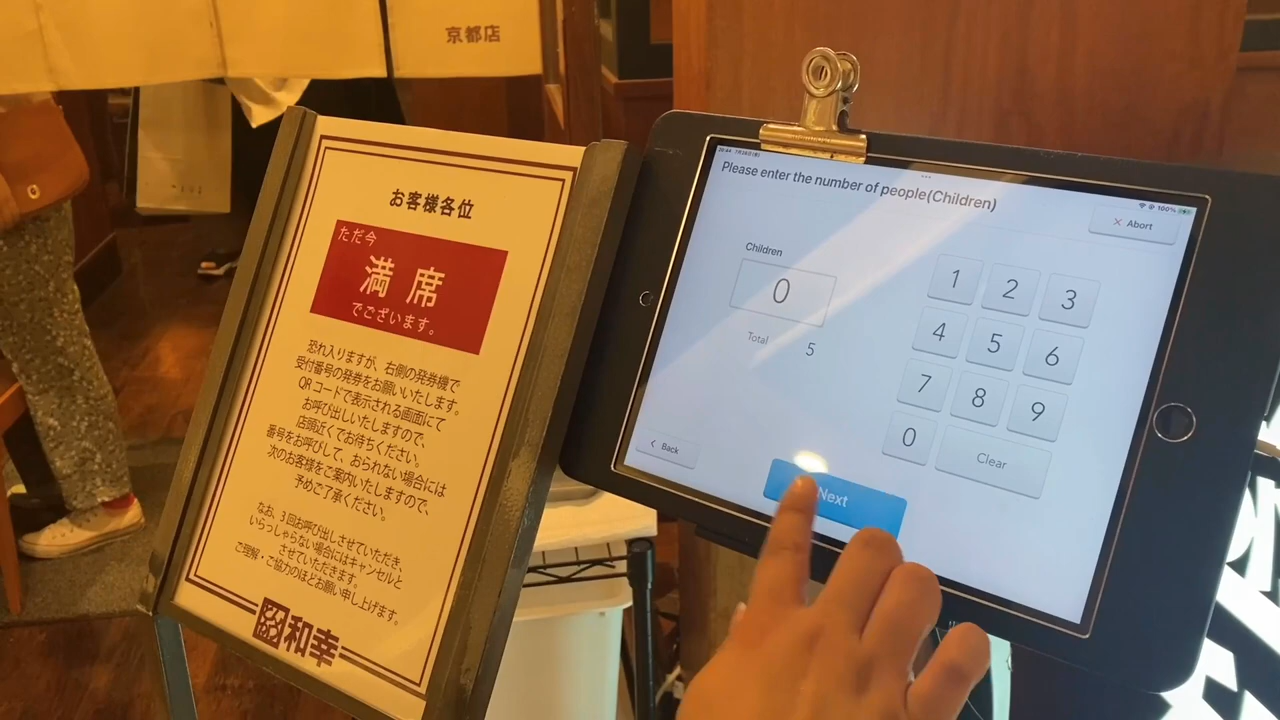 京都店
お客様各位
ただ今
満席
でございます。
恐れ入りますが、右側の発券機で
受付番号の発券をお願いいたします。
QRコードで表示される画面にて
お呼び出しいたしますので、
店頭近くでお待ちください。
番号をお呼びして、おられない場合には
次のお客様をご案内いたしますので、
予めご了承ください。
なお、3回お呼び出しさせていただき、
いらっしゃらない場合にはキャンセルと
させていただきます。
ご理解・ご協力のほどお願い申し上げます。
和幸
100%
Please enter the number of people(Children)
× Abort
Children
0
Total 5
1 2 3
4 5 6
7 8 9
0 Clear
Back
Next